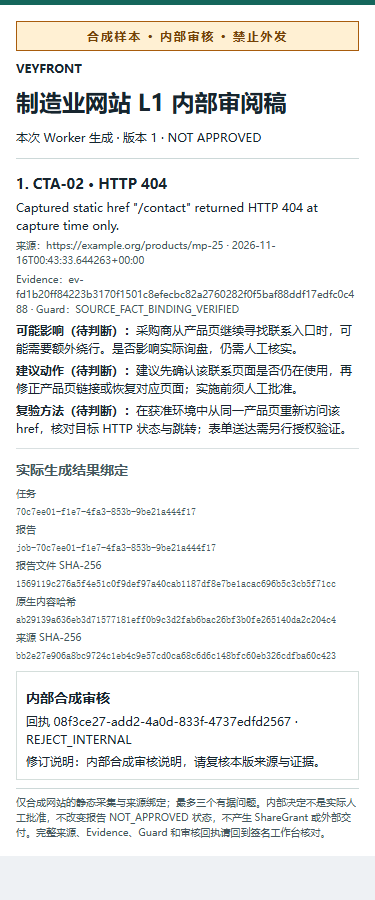 合成样本 • 内部审核 • 禁止外发
VEYFRONT
制造业网站 L1 内部审阅稿
本次 Worker 生成 · 版本 1 · NOT APPROVED
1. CTA-02 • HTTP 404
Captured static href "/contact" returned HTTP 404 at
capture time only.
来源：https://example.org/products/mp-25 · 2026-11-
16T00:43:33.644263+00:00
Evidence：ev-
fd1b20ff84223b3170f1501c8efecbc82a2760282f0f5baf88ddf17edfc0c4
88 · Guard：SOURCE_FACT_BINDING_VERIFIED
可能影响（待判断）：采购商从产品页继续寻找联系入口时，可
能需要额外绕行。是否影响实际询盘，仍需人工核实。
建议动作（待判断）：建议先确认该联系页面是否仍在使用，再
修正产品页链接或恢复对应页面；实施前须人工批准。
复验方法（待判断）：在获准环境中从同一产品页重新访问该
href，核对目标 HTTP 状态与跳转；表单送达需另行授权验证。
实际生成结果绑定
任务
70c7ee01-f1e7-4fa3-853b-9be21a444f17
报告
job-70c7ee01-f1e7-4fa3-853b-9be21a444f17
报告文件 SHA-256
1569119c276a5f4e51c0f9def97a40cab1187df8e7be1acac696b5c3cb5f71cc
原生内容哈希
ab29139a636eb3d71577181eff0b9c3d2fab6bac26bf3b0fe265140da2c204c4
来源 SHA-256
bb2e27e906a8bc9724c1eb4c9e57cd0ca68c6d6c148bfc60eb326cdfba60c423
内部合成审核
回执 08f3ce27-add2-4a0d-833f-4737edfd2567 ·
REJECT_INTERNAL
修订说明：内部合成审核说明，请复核本版来源与证据。
仅合成网站的静态采集与来源绑定；最多三个有据问题。内部决定不是实际人
工批准，不改变报告 NOT_APPROVED 状态，不产生 ShareGrant 或外部交
付。完整来源、Evidence、Guard 和审核回执请回到签名工作台核对。